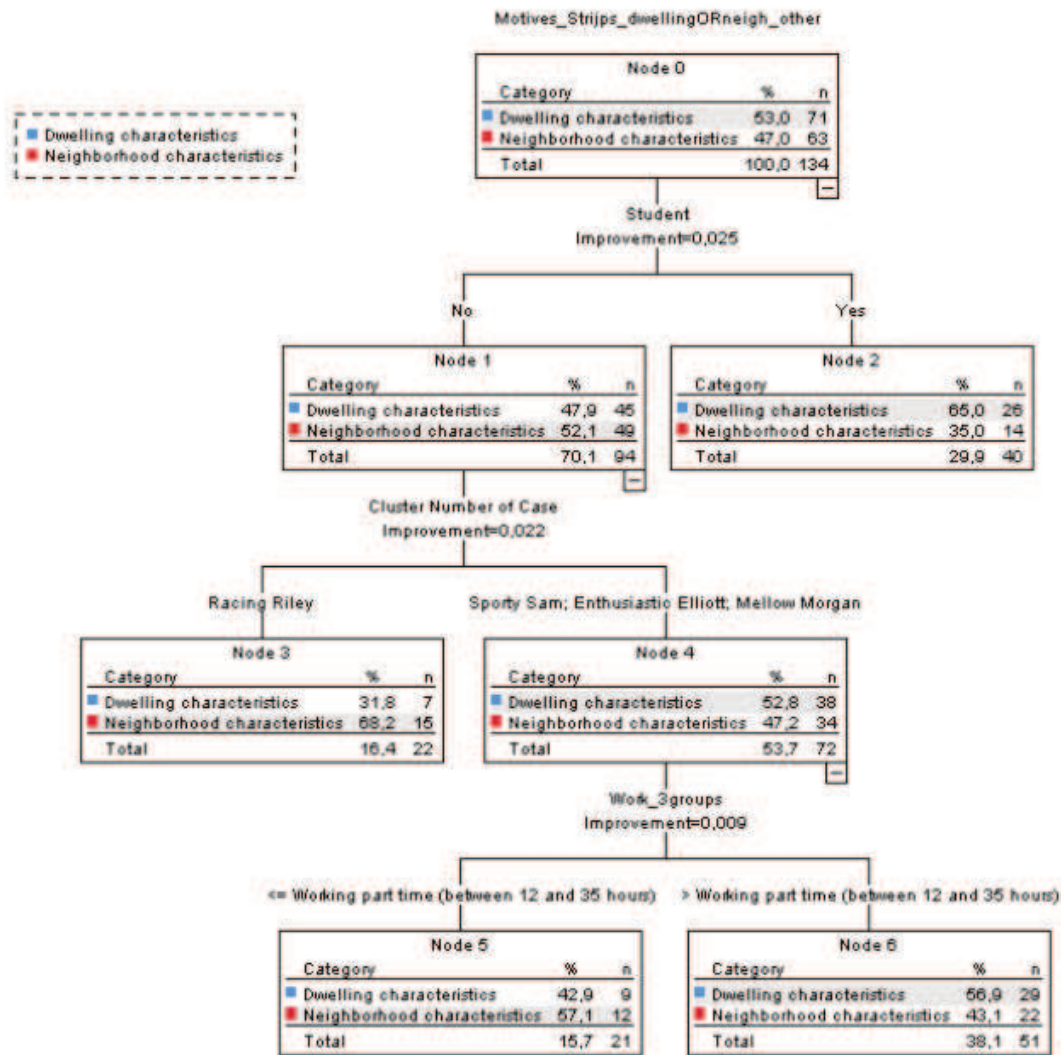 Motives_Strijps_dwellingORneigh_other
Dwelling characteristics
Neighborhood characteristics
Node 0
Category % n
Dwelling characteristics 53,0 71
Neighborhood characteristics 47,0 63
Total 100,0 134
Student
Improvement=0,025
No Yes
Node 1
Category % n
Dwelling characteristics 47,9 45
Neighborhood characteristics 52,1 49
Total 70,1 94
Node 2
Category % n
Dwelling characteristics 65,0 26
Neighborhood characteristics 35,0 14
Total 29,9 40
Cluster Number of Case
Improvement=0,022
Racing Riley
Sporty Sam; Enthusiastic Elliott; Mellow Morgan
Node 3
Category % n
Dwelling characteristics 31,8 7
Neighborhood characteristics 68,2 15
Total 16,4 22
Node 4
Category % n
Dwelling characteristics 52,8 38
Neighborhood characteristics 47,2 34
Total 53,7 72
Work_3groups
Improvement=0,009
<= Working part time (between 12 and 35 hours)
> Working part time (between 12 and 35 hours)
Node 5
Category % n
Dwelling characteristics 42,9 9
Neighborhood characteristics 57,1 12
Total 15,7 21
Node 6
Category % n
Dwelling characteristics 56,9 29
Neighborhood characteristics 43,1 22
Total 38,1 51